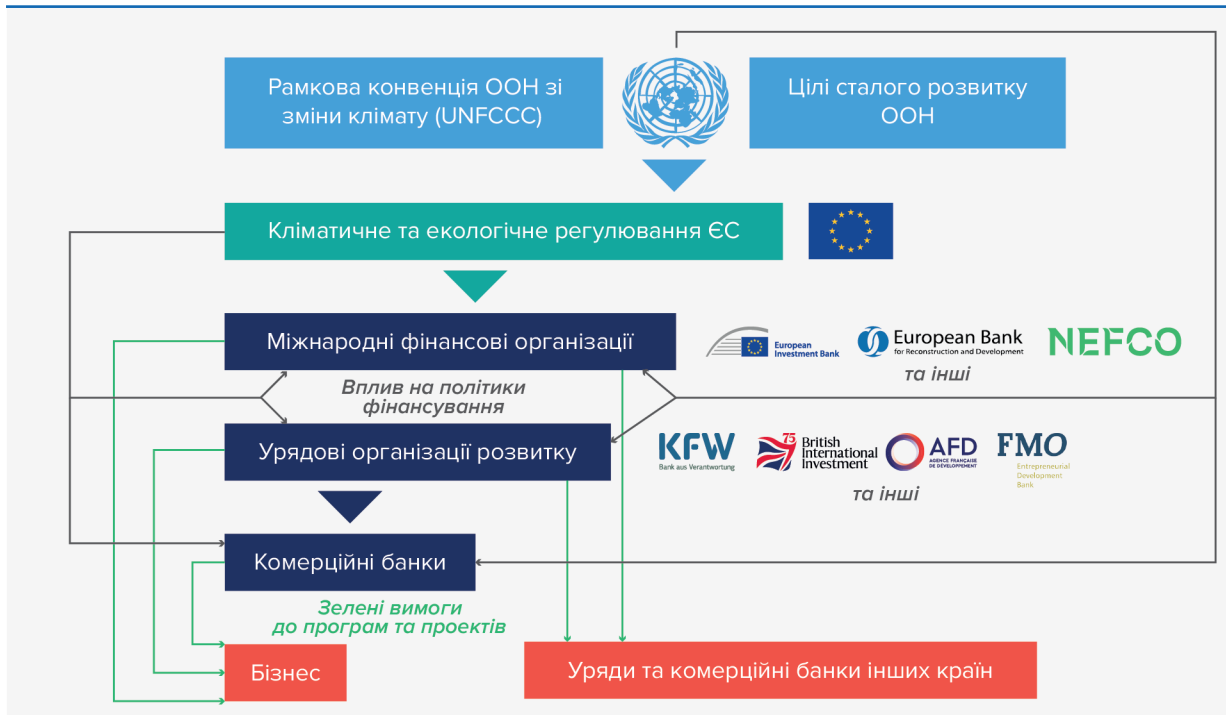 Рамкова конвенція ООН зі
зміни клімату (UNFCCC)
Цілі сталого розвитку
ООН
Кліматичне та екологічне регулювання ЄС
Міжнародні фінансові організації
European
Investment Bank
European Bank
for Reconstruction and Development
NEFCO
та інші
Вплив на політики
фінансування
Урядові організації розвитку
KFW
Bank aus Verantwortung
75
British
International
Investment
AFD
AGENCE FRANÇAISE
DE DÉVELOPPEMENT
FMO
Entrepreneurial
Development
Bank
та інші
Комерційні банки
Зелені вимоги
до програм та проектів
Бізнес
Уряди та комерційні банки інших країн